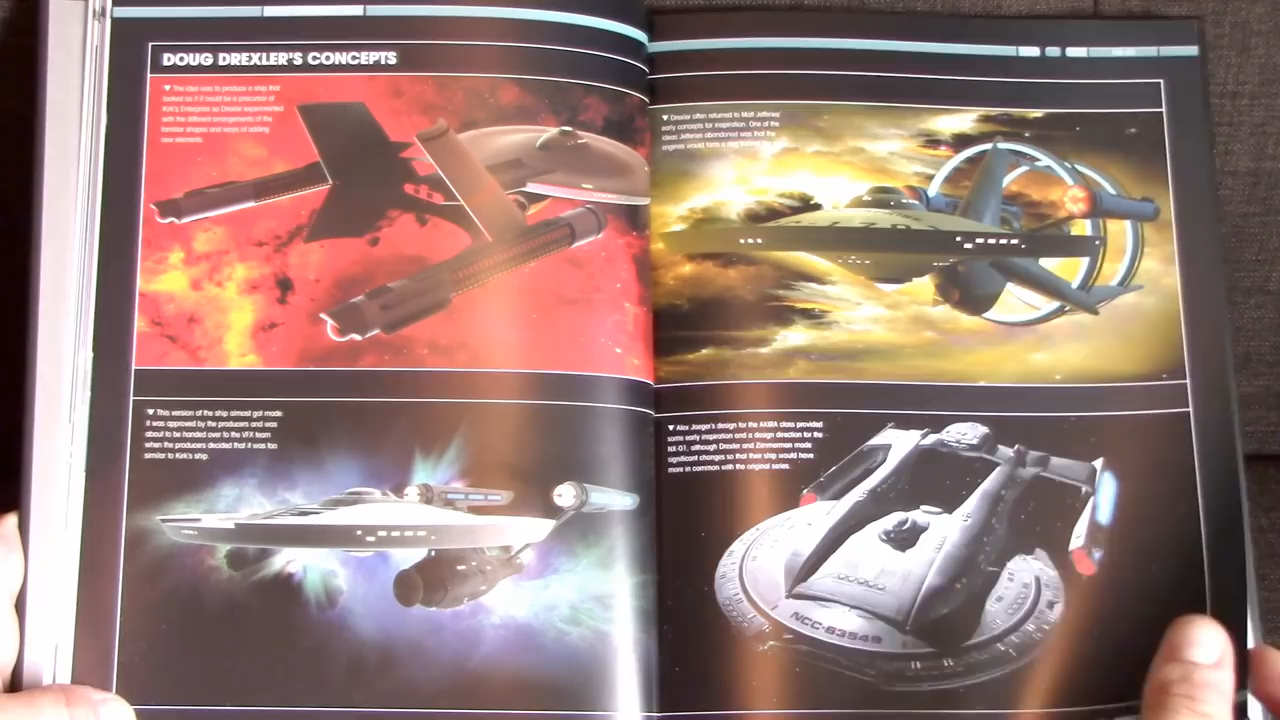 DOUG DREXLER'S CONCEPTS
▼ The idea was to produce a ship that
looked as if it could be a precursor of
Kirk's Enterprise so Drexler experimented
with the different arrangements of the
familiar shapes and ways of adding
new elements.
▼ Drexler often returned to Matt Jefferies'
early concepts for inspiration. One of the
ideas Jefferies abandoned was that the
engines would form a ring behind the
▼ This version of the ship almost got made:
it was approved by the producers and was
about to be handed over to the VFX team
when the producers decided that it was too
similar to Kirk's ship.
▼ Alex Jaeger's design for the AKIRA class provided
some early inspiration and a design direction for the
NX-01, although Drexler and Zimmerman made
significant changes so that their ship would have
more in common with the original series.
NCC-63549